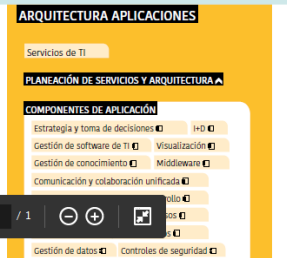 ARQUITECTURA APLICACIONES
Servicios de TI
PLANEACIÓN DE SERVICIOS Y ARQUITECTURA
COMPONENTES DE APLICACIÓN
Estrategia y toma de decisiones I+D
Gestión de software de TI Visualización
Gestión de conocimiento Middleware
Comunicación y colaboración unificada
/ 1
Gestión de datos Controles de seguridad